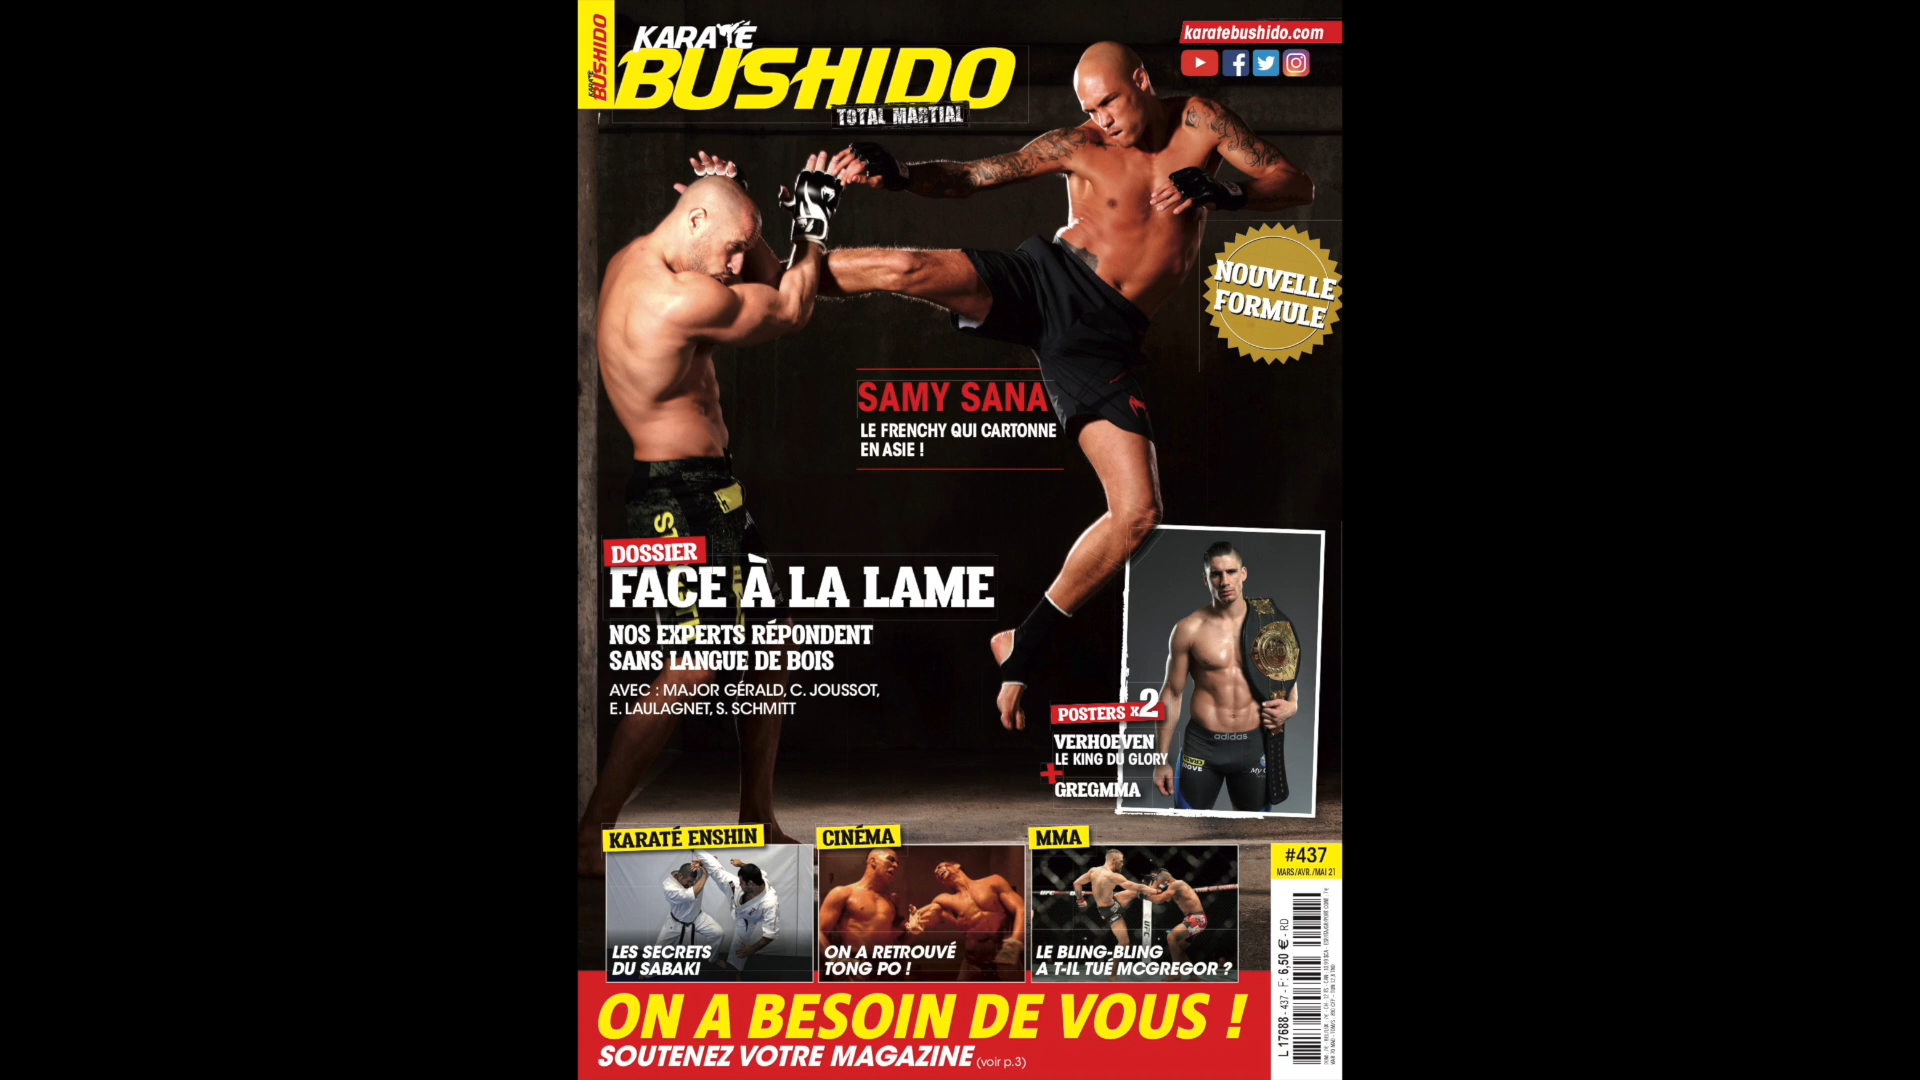 KARATÉ
BUSHIDO
KARATÉ
BUSHIDO
TOTAL MARTIAL
karatebushido.com
NOUVELLE
FORMULE
SAMY SANA
LE FRENCHY QUI CARTONNE
EN ASIE !
DOSSIER
FACE À LA LAME
NOS EXPERTS RÉPONDENT
SANS LANGUE DE BOIS
AVEC : MAJOR GÉRALD, C. JOUSSOT,
E. LAULAGNET, S. SCHMITT
POSTERS x2
VERHOEVEN
LE KING DU GLORY
+
GREGMMA
adidas
KARATÉ ENSHIN
LES SECRETS
DU SABAKI
CINÉMA
ON A RETROUVÉ
TONG PO !
MMA
LE BLING-BLING
A T-IL TUÉ MCGREGOR ?
#437
MARS/AVR./MAI 21
L 17688 - 437 - F: 6,50 € - RD
ON A BESOIN DE VOUS !
SOUTENEZ VOTRE MAGAZINE (voir p.3)